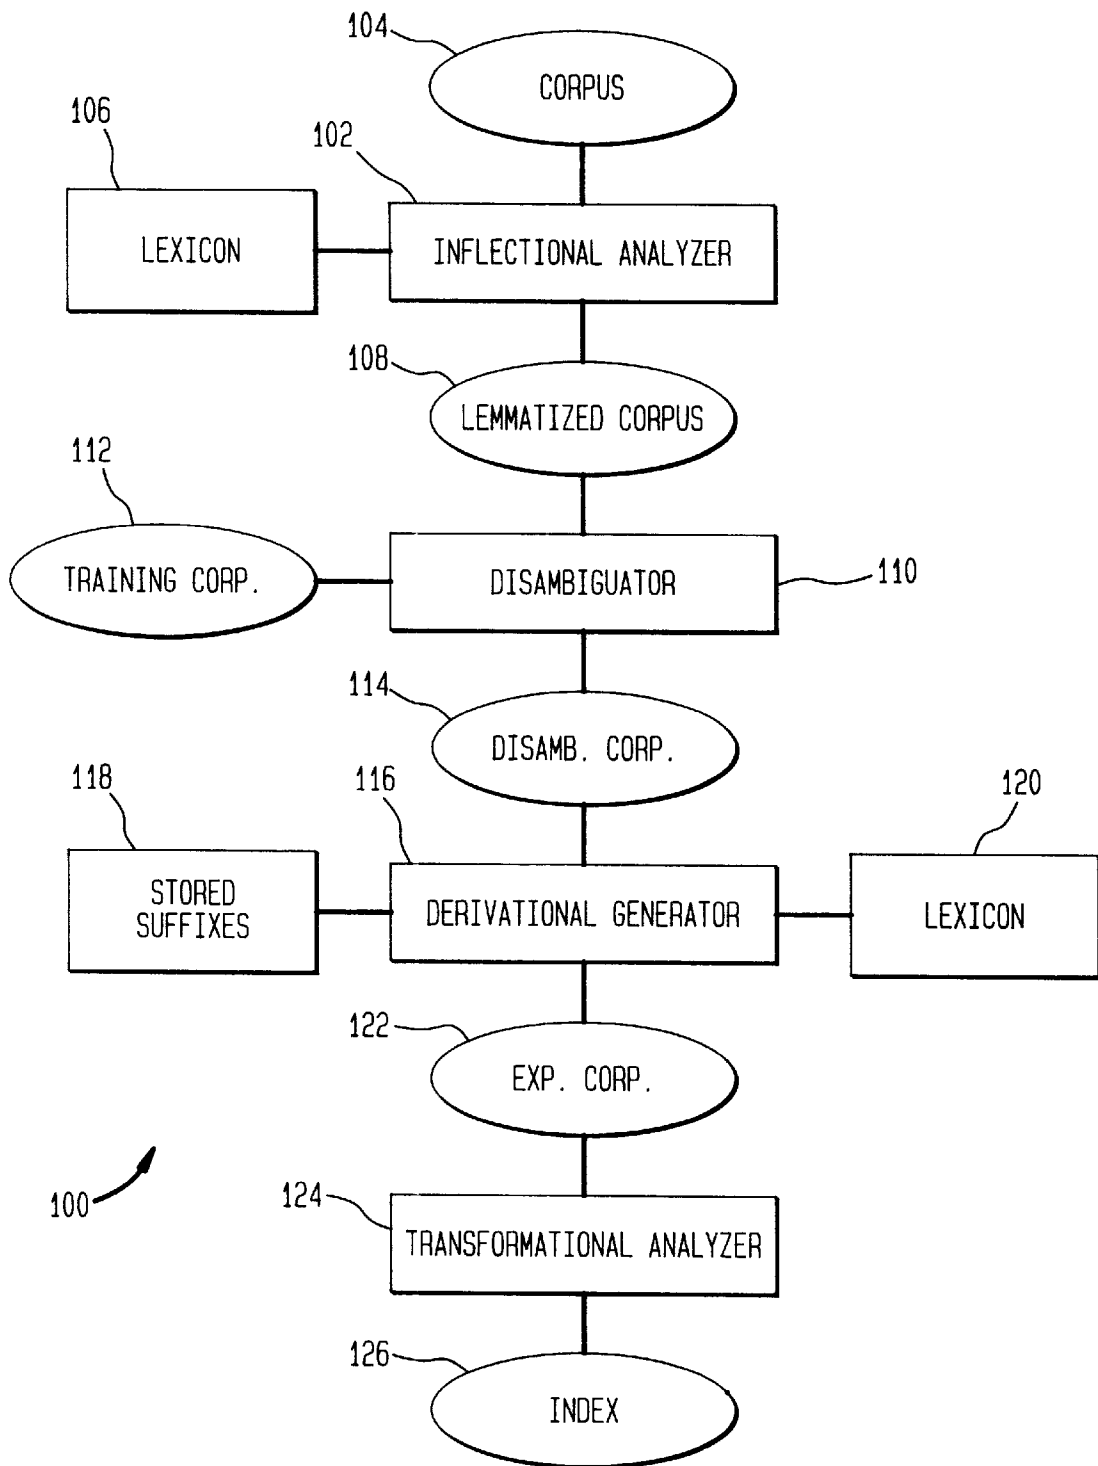 104
CORPUS
106
102
LEXICON
INFLECTIONAL ANALYZER
108
LEMMATIZED CORPUS
112
TRAINING CORP.
DISAMBIGUATOR
110
114
DISAMB. CORP.
118
116
120
STORED
SUFFIXES
DERIVATIONAL GENERATOR
LEXICON
122
EXP. CORP.
100
124
TRANSFORMATIONAL ANALYZER
126
INDEX